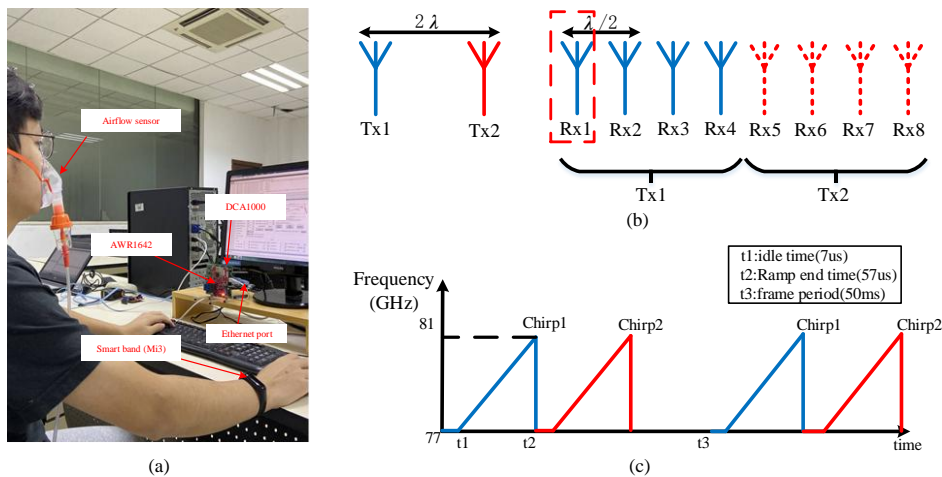 Airflow sensor
DCA1000
AWR1642
Ethernet port
Smart band (Mi3)
(a)
2 λ
λ/2
Tx1
Tx2
Rx1
Rx2
Rx3
Rx4
Rx5
Rx6
Rx7
Rx8
Tx1
Tx2
(b)
t1:idle time(7us)
t2:Ramp end time(57us)
t3:frame period(50ms)
Frequency
(GHz)
81
Chirp1
Chirp2
Chirp1
Chirp2
77
t1
t2
t3
time
(c)